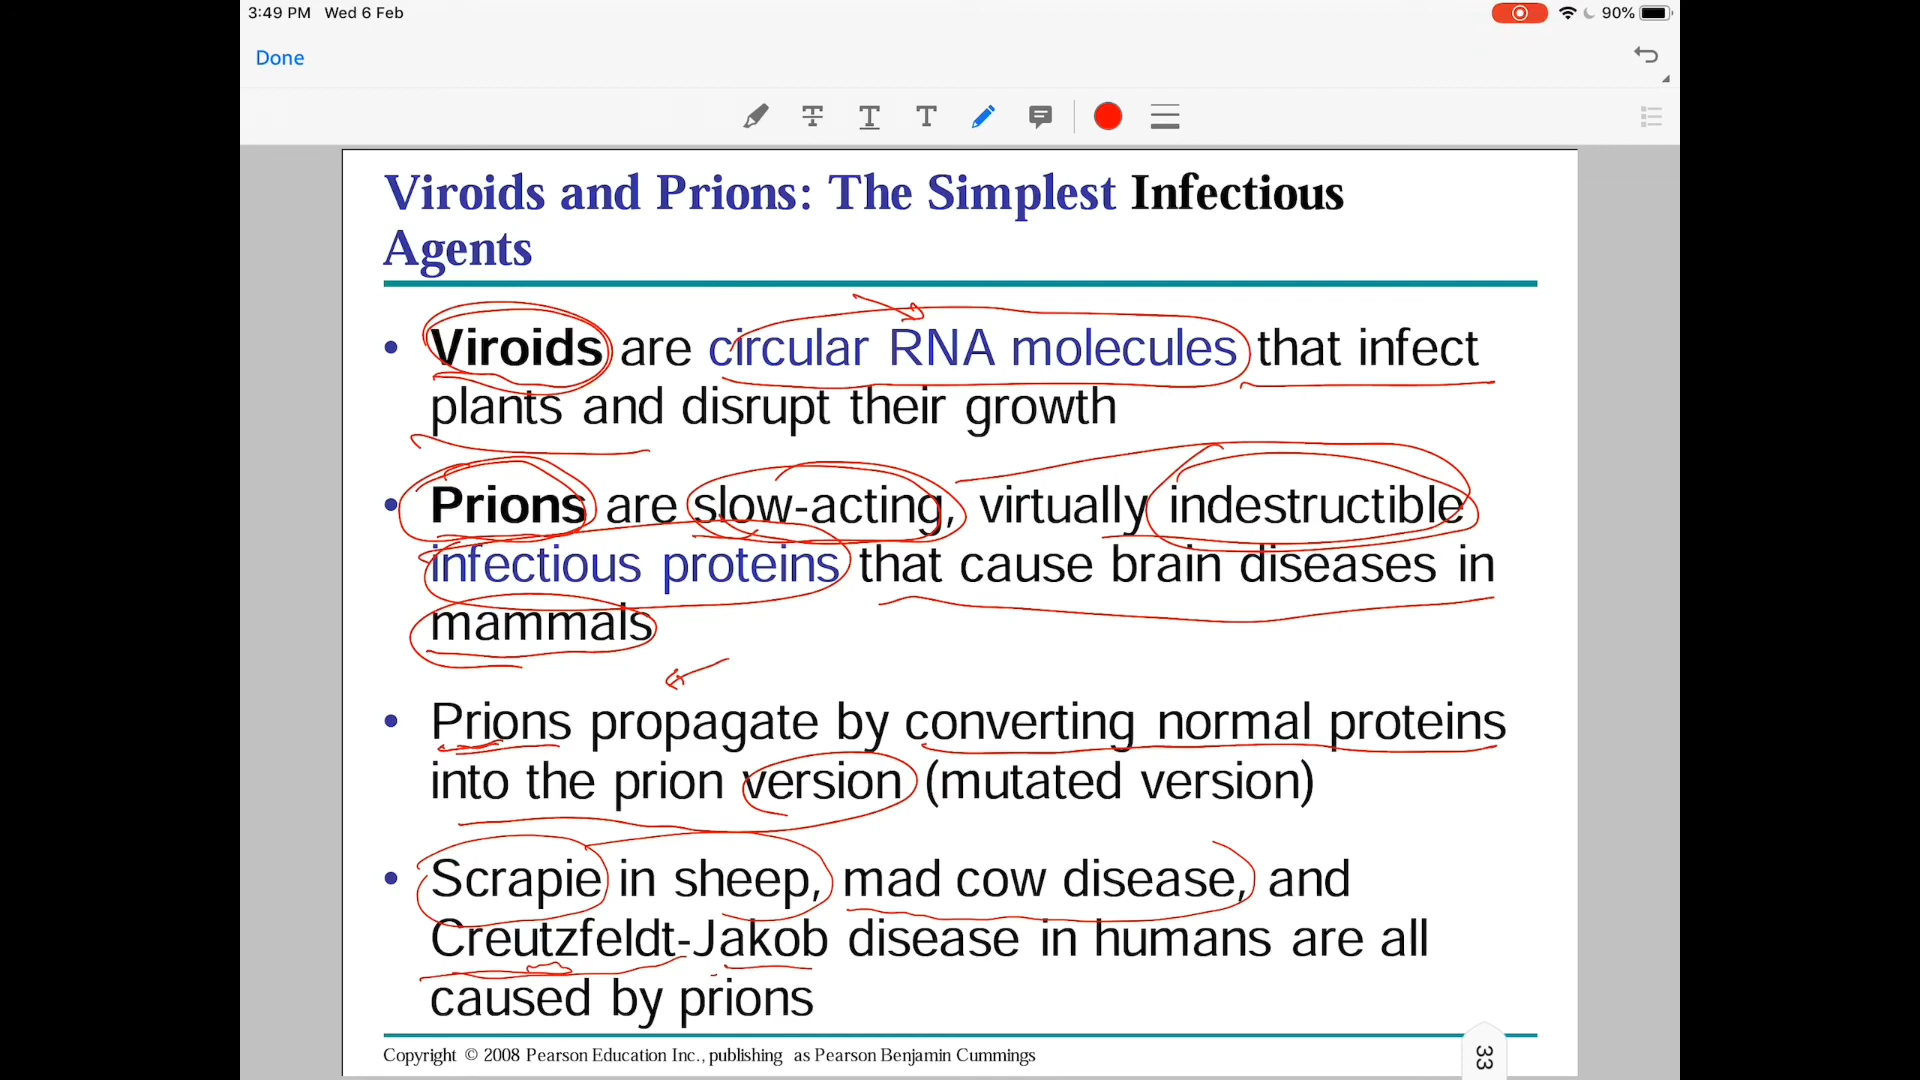 3:49 PM Wed 6 Feb
90%
Done
Viroids and Prions: The Simplest Infectious
Agents
• Viroids are circular RNA molecules that infect
plants and disrupt their growth
• Prions are slow-acting, virtually indestructible
infectious proteins that cause brain diseases in
mammals
• Prions propagate by converting normal proteins
into the prion version (mutated version)
• Scrapie in sheep, mad cow disease, and
Creutzfeldt-Jakob disease in humans are all
caused by prions
Copyright © 2008 Pearson Education Inc., publishing as Pearson Benjamin Cummings
33